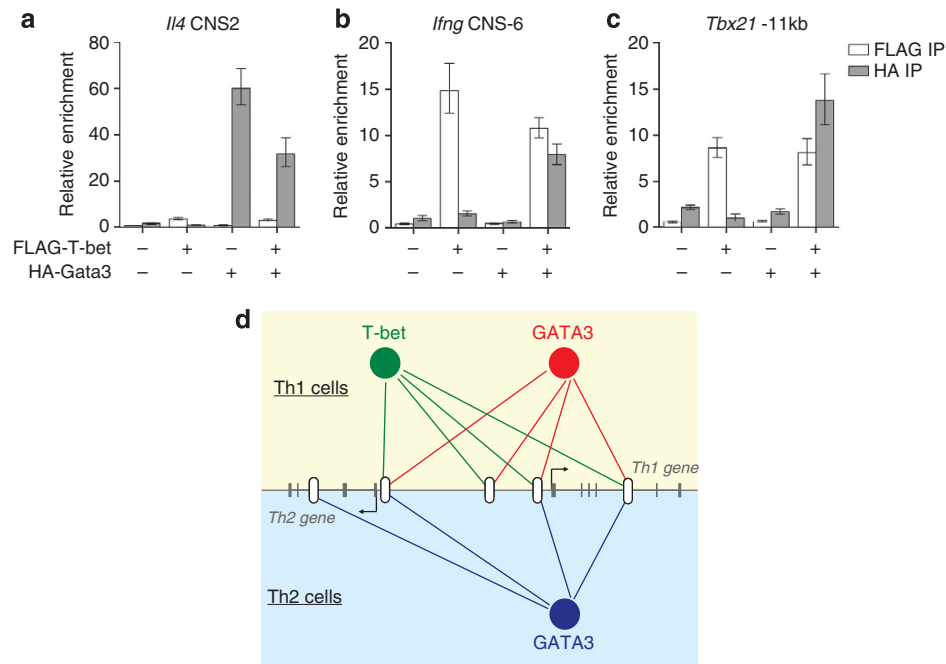 a
Il4 CNS2
Relative enrichment
80
60
40
20
0
b
Ifng CNS-6
Relative enrichment
20
15
10
5
0
c
Tbx21 -11kb
Relative enrichment
20
15
10
5
0
FLAG IP
HA IP
FLAG-T-bet – + – + – + – + – + – +
HA-Gata3 – – + + – – + + – – + +
d
T-bet
GATA3
Th1 cells
Th1 gene
Th2 gene
Th2 cells
GATA3